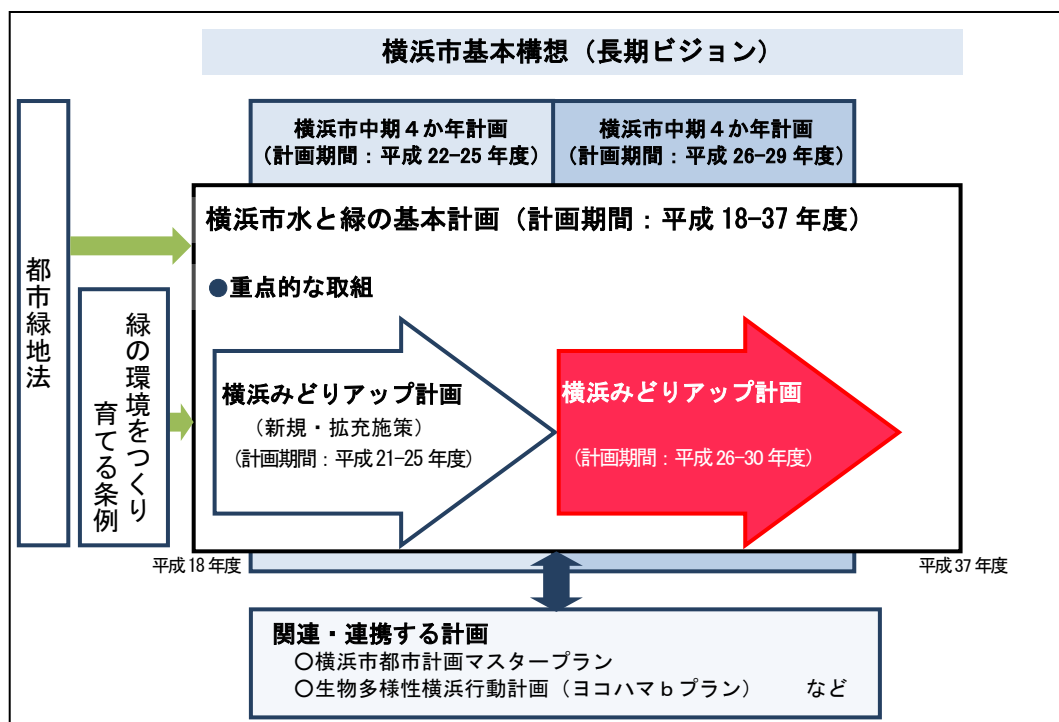 横浜市基本構想（長期ビジョン）
横浜市中期４か年計画
（計画期間：平成 22-25 年度）
横浜市中期４か年計画
（計画期間：平成 26-29 年度）
都市緑地法
緑の環境をつくり
育てる条例
横浜市水と緑の基本計画（計画期間：平成 18-37 年度）
●重点的な取組
横浜みどりアップ計画
（新規・拡充施策）
（計画期間：平成 21-25 年度）
横浜みどりアップ計画
（計画期間：平成 26-30 年度）
平成 18 年度
平成 37 年度
関連・連携する計画
○横浜市都市計画マスタープラン
○生物多様性横浜行動計画（ヨコハマｂプラン）　　など